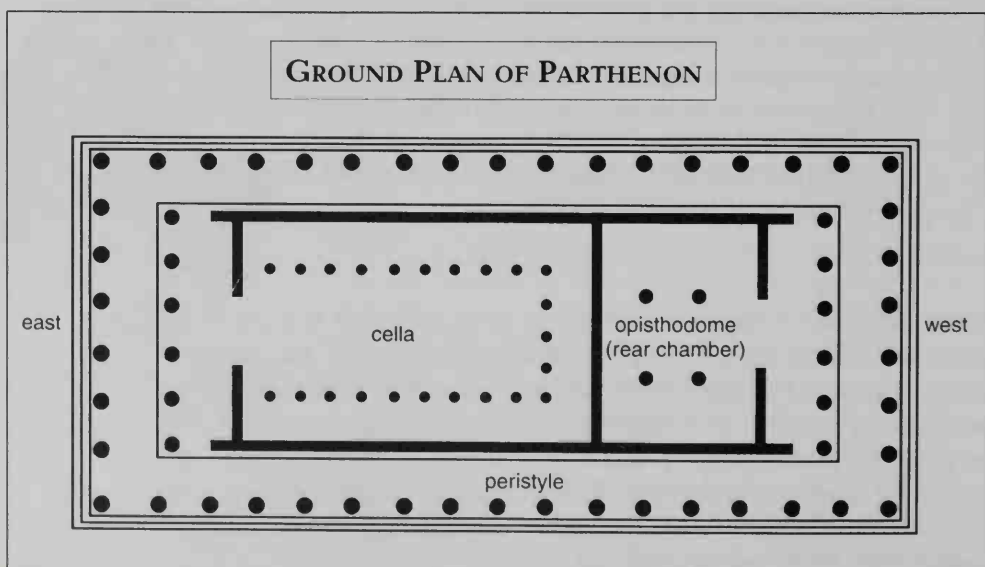 GROUND PLAN OF PARTHENON
east
cella
opisthodome
(rear chamber)
west
peristyle